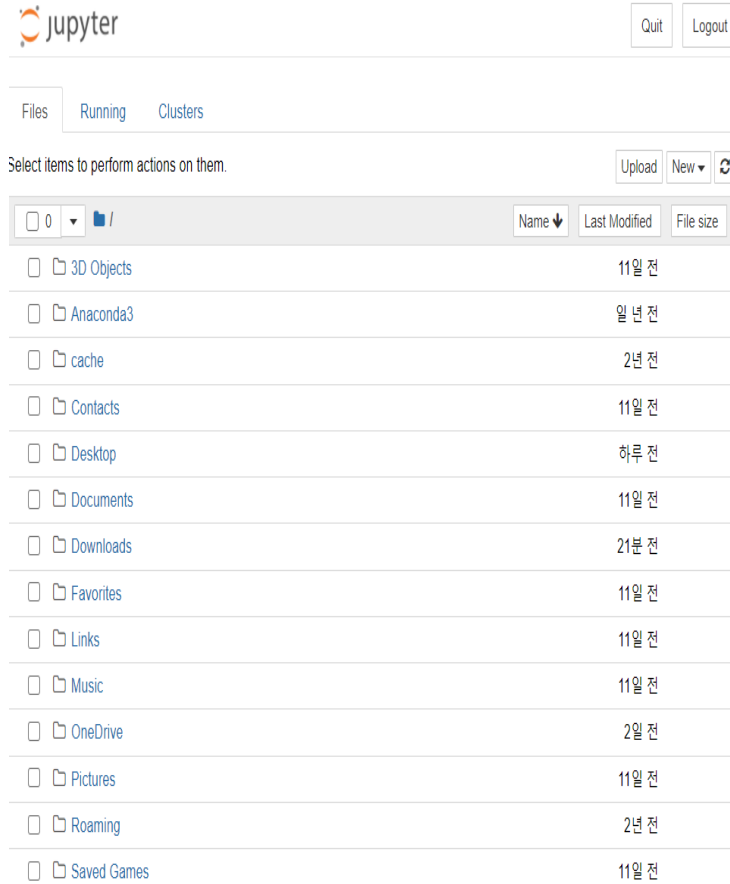 jupyter Quit Logout
Files Running Clusters
Select items to perform actions on them. Upload New
0 / Name Last Modified File size
3D Objects 11일 전
Anaconda3 일 년 전
cache 2년 전
Contacts 11일 전
Desktop 하루 전
Documents 11일 전
Downloads 21분 전
Favorites 11일 전
Links 11일 전
Music 11일 전
OneDrive 2일 전
Pictures 11일 전
Roaming 2년 전
Saved Games 11일 전